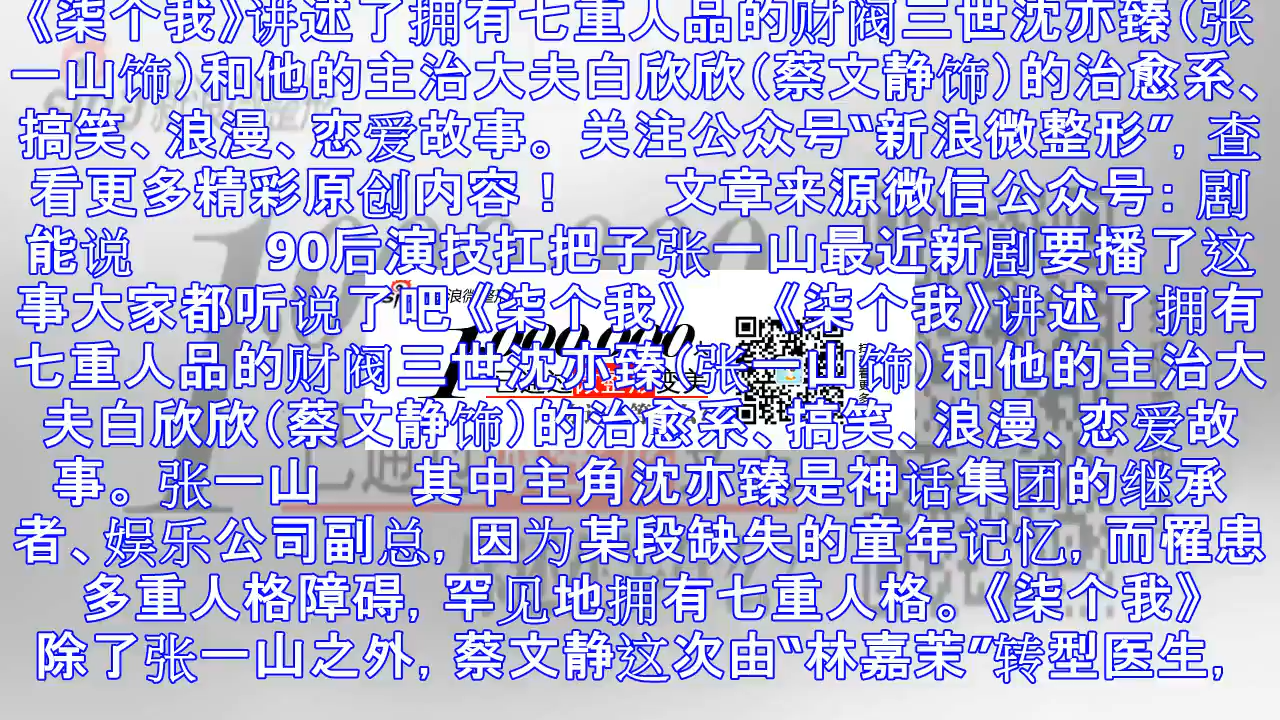 《柒个我》讲述了拥有七重人品的财阀三世沈亦臻（张
一山饰）和他的主治大夫白欣欣（蔡文静饰）的治愈系、
搞笑、浪漫、恋爱故事。关注公众号“新浪微整形”，查
看更多精彩原创内容！　　文章来源微信公众号：剧
能说　　90后演技扛把子张一山最近新剧要播了这
事大家都听说了吧《柒个我》　　《柒个我》讲述了拥有
七重人品的财阀三世沈亦臻（张一山饰）和他的主治大
夫白欣欣（蔡文静饰）的治愈系、搞笑、浪漫、恋爱故
事。张一山　　其中主角沈亦臻是神话集团的继承
者、娱乐公司副总，因为某段缺失的童年记忆，而罹患
多重人格障碍，罕见地拥有七重人格。《柒个我》
除了张一山之外，蔡文静这次由“林嘉茉”转型医生，